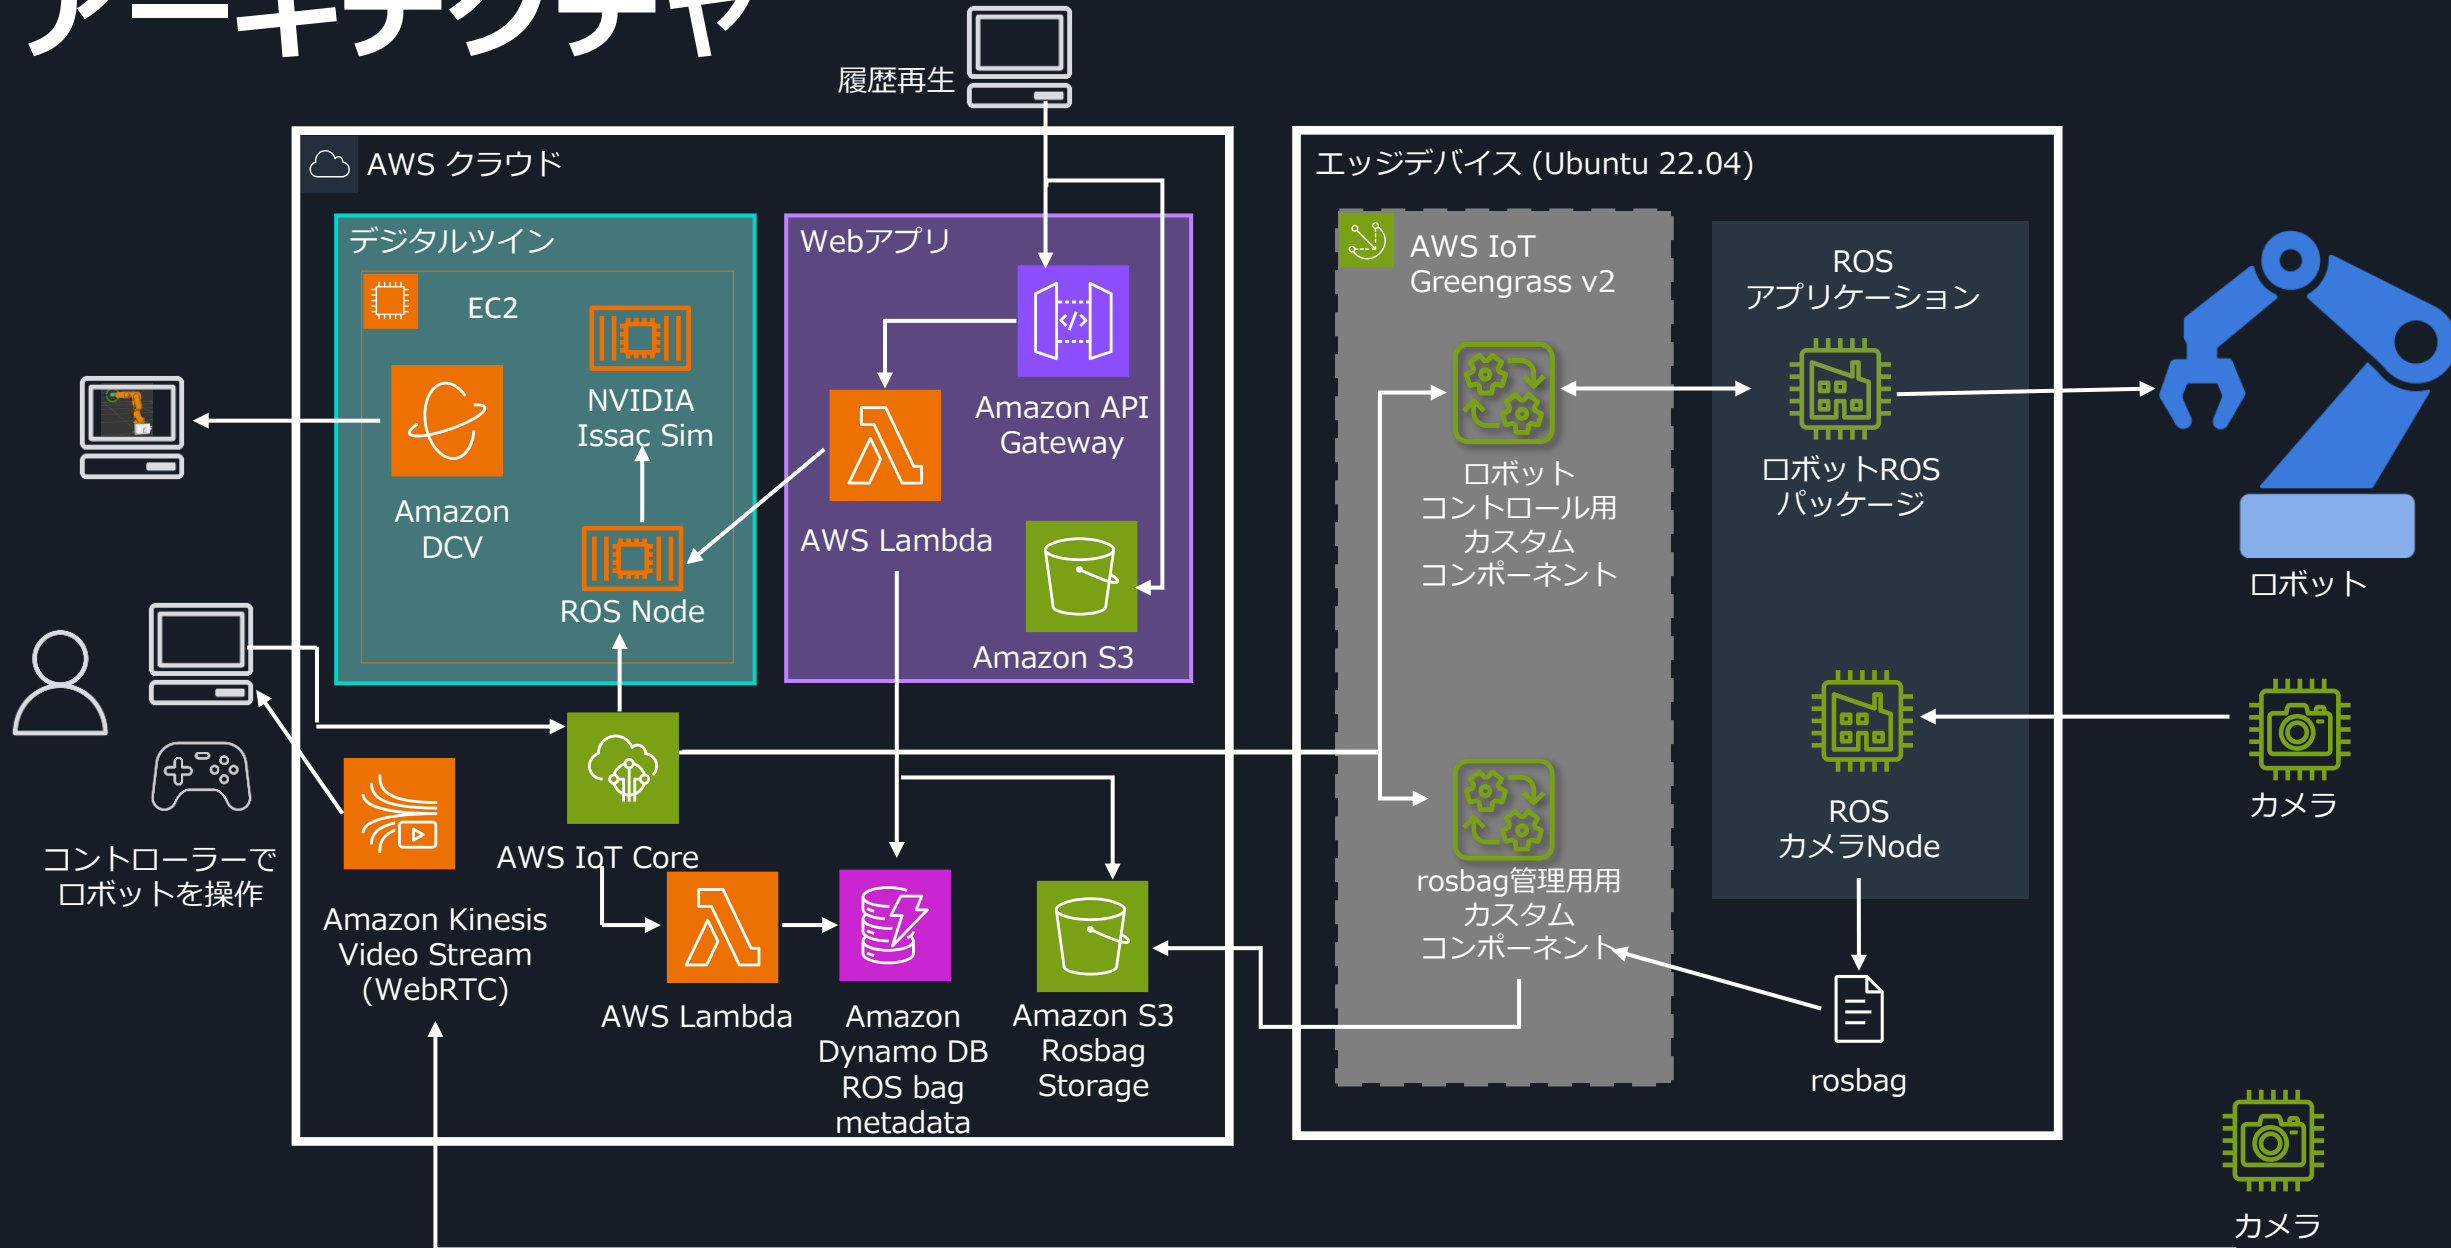 アーキテクチャ
履歴再生
AWS クラウド
デジタルツイン
EC2
NVIDIA
Issac Sim
Amazon
DCV
ROS Node
Webアプリ
Amazon API
Gateway
AWS Lambda
Amazon S3
コントローラーで
ロボットを操作
Amazon Kinesis
Video Stream
(WebRTC)
AWS IoT Core
AWS Lambda
Amazon
Dynamo DB
ROS bag
metadata
Amazon S3
Rosbag
Storage
エッジデバイス (Ubuntu 22.04)
AWS IoT
Greengrass v2
ロボット
コントロール用
カスタム
コンポーネント
rosbag管理用用
カスタム
コンポーネント
ROS
アプリケーション
ロボットROS
パッケージ
ROS
カメラNode
rosbag
ロボット
カメラ
カメラ